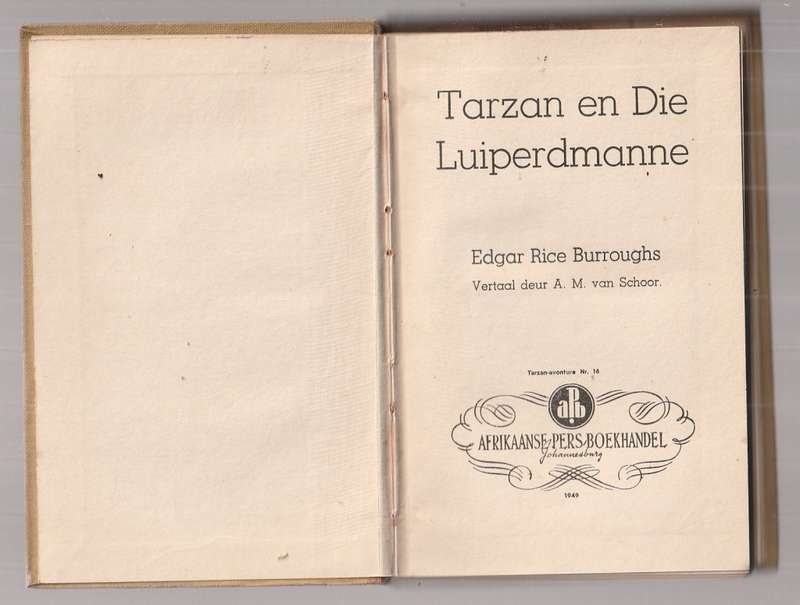 Tarzan en Die
Luiperdmanne
Edgar Rice Burroughs
Vertaal deur A. M. van Schoor.
Tarzan-avonture Nr. 16
apb
AFRIKAANSE PERS BOEKHANDEL
Johannesburg
1949